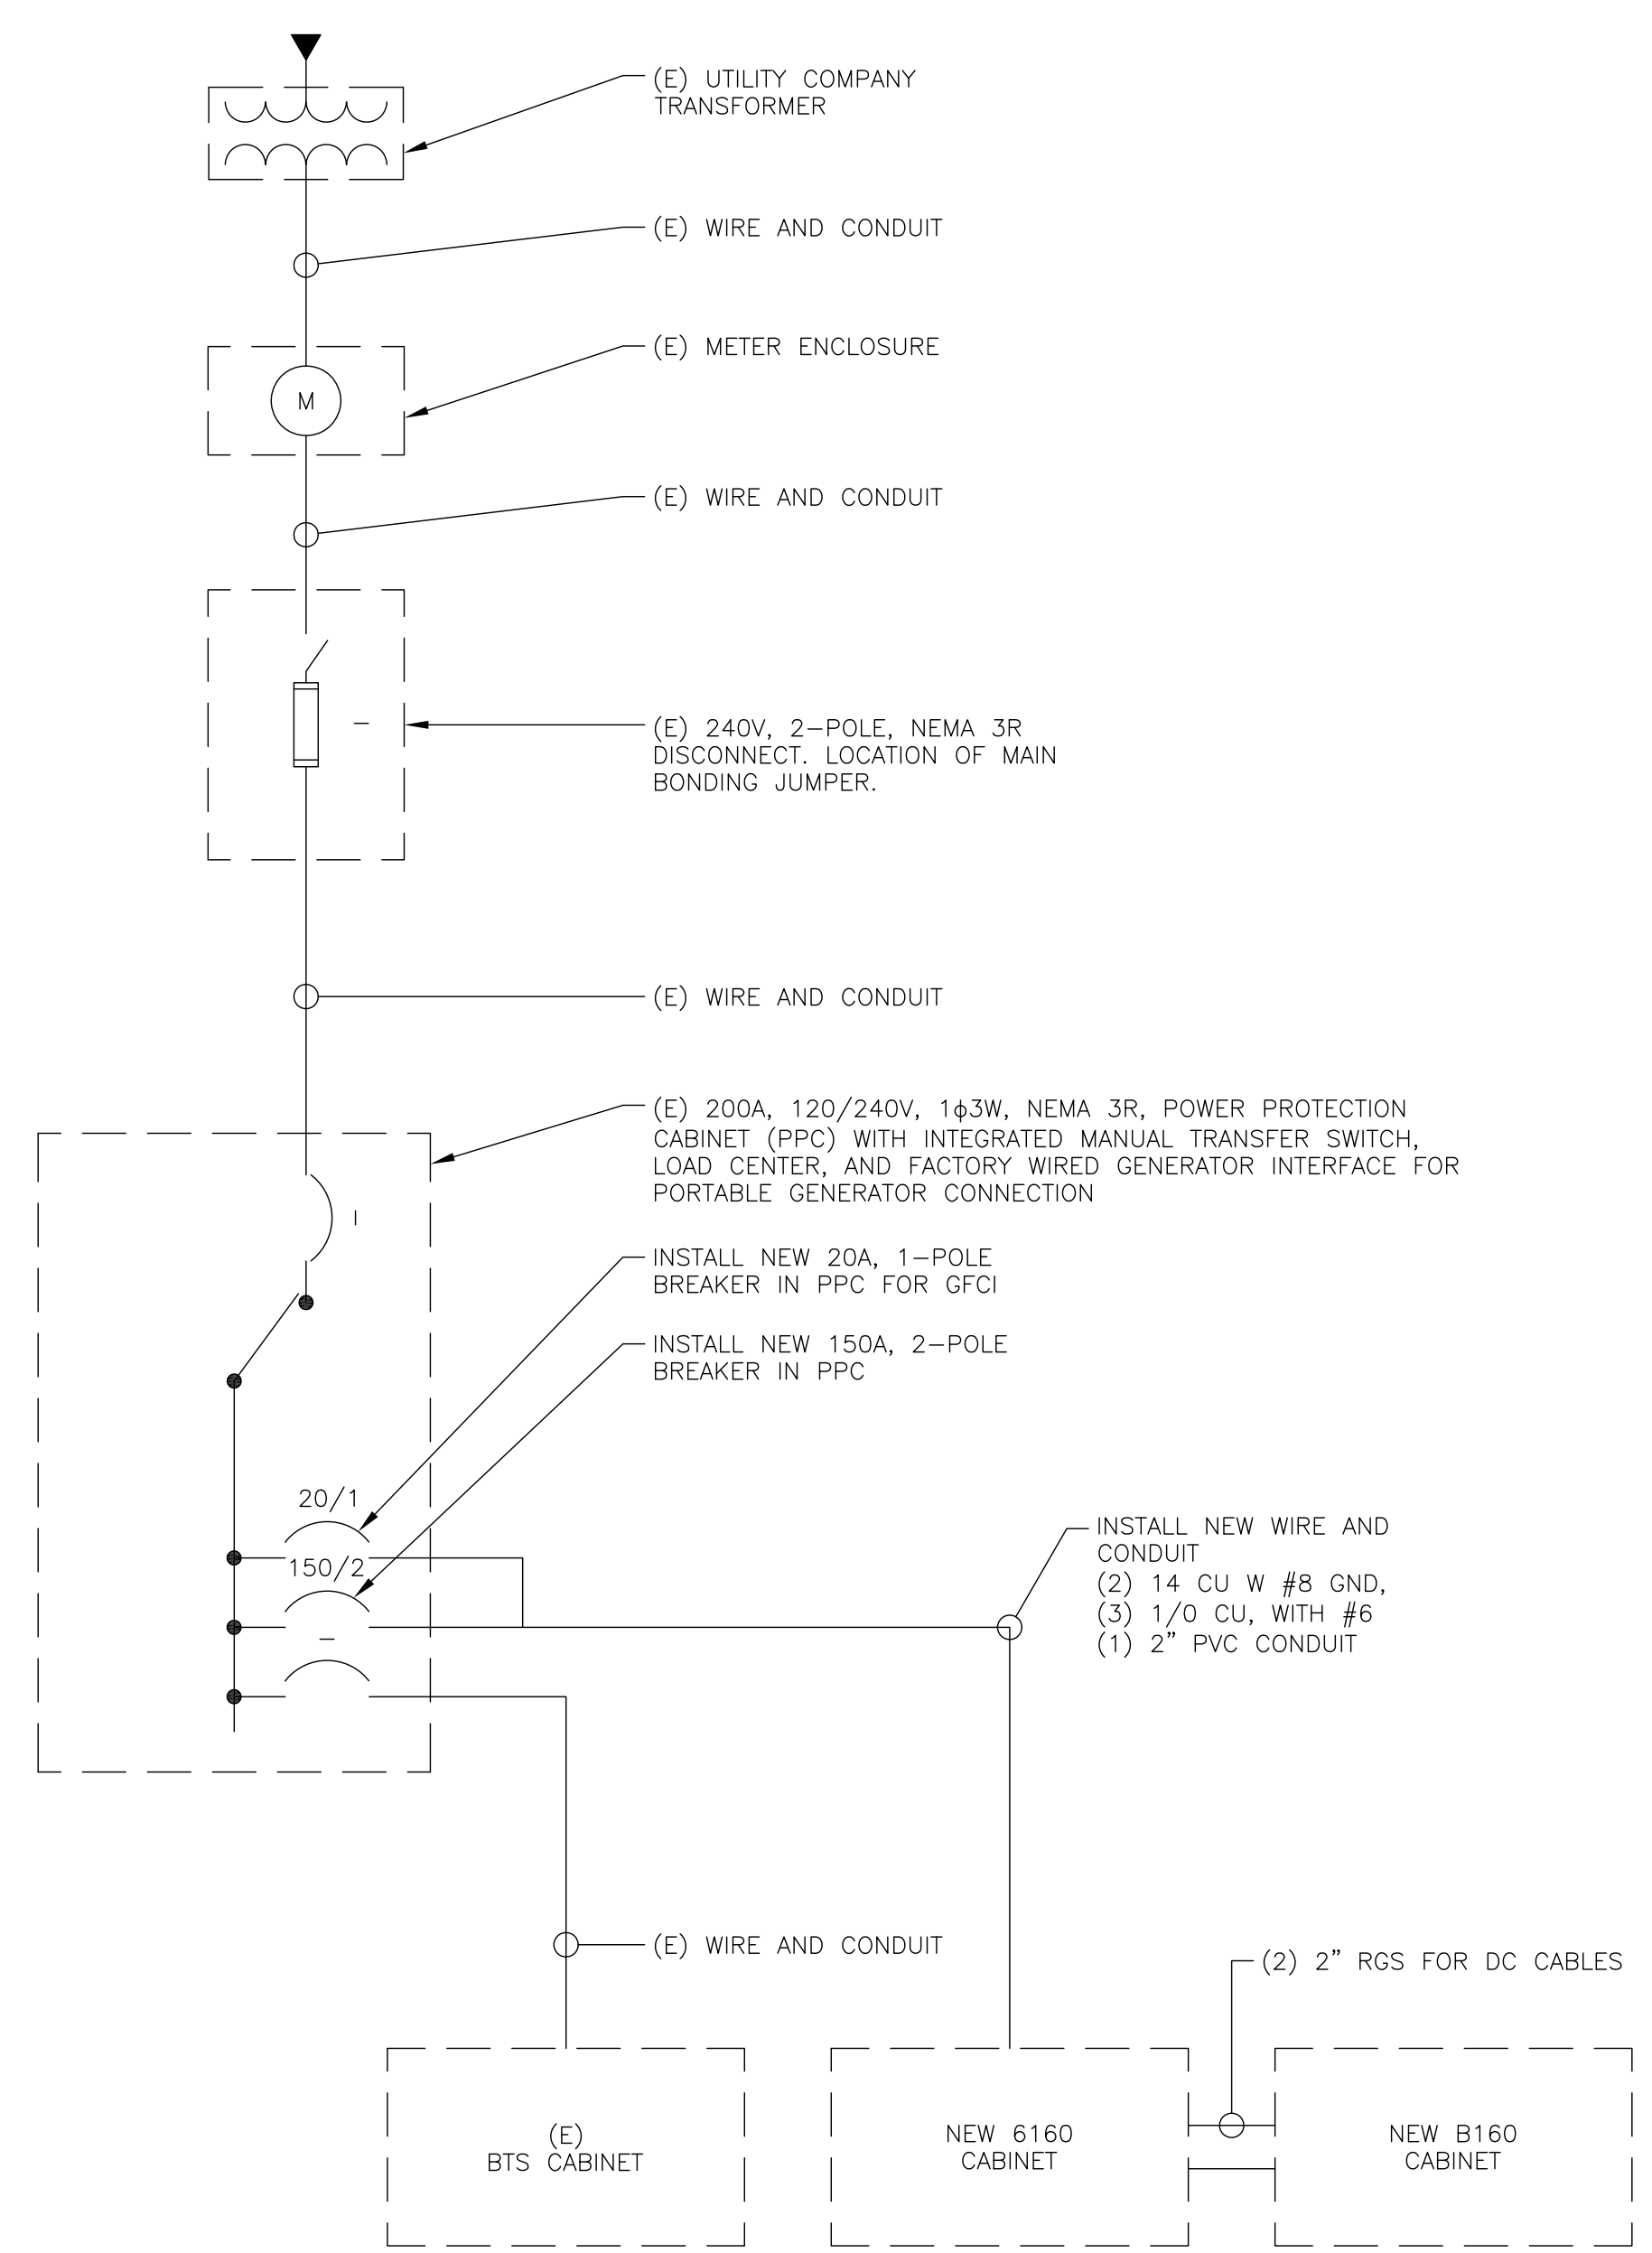 (E) UTILITY COMPANY
TRANSFORMER
(E) WIRE AND CONDUIT
(E) METER ENCLOSURE
M
(E) WIRE AND CONDUIT
(E) 240V, 2-POLE, NEMA 3R
DISCONNECT. LOCATION OF MAIN
BONDING JUMPER.
(E) WIRE AND CONDUIT
(E) 200A, 120/240V, 1ϕ3W, NEMA 3R, POWER PROTECTION
CABINET (PPC) WITH INTEGRATED MANUAL TRANSFER SWITCH,
LOAD CENTER, AND FACTORY WIRED GENERATOR INTERFACE FOR
PORTABLE GENERATOR CONNECTION
INSTALL NEW 20A, 1-POLE
BREAKER IN PPC FOR GFCI
INSTALL NEW 150A, 2-POLE
BREAKER IN PPC
20/1
150/2
INSTALL NEW WIRE AND
CONDUIT
(2) 14 CU W #8 GND,
(3) 1/0 CU, WITH #6
(1) 2" PVC CONDUIT
(E) WIRE AND CONDUIT
(2) 2" RGS FOR DC CABLES
(E)
BTS CABINET
NEW 6160
CABINET
NEW B160
CABINET